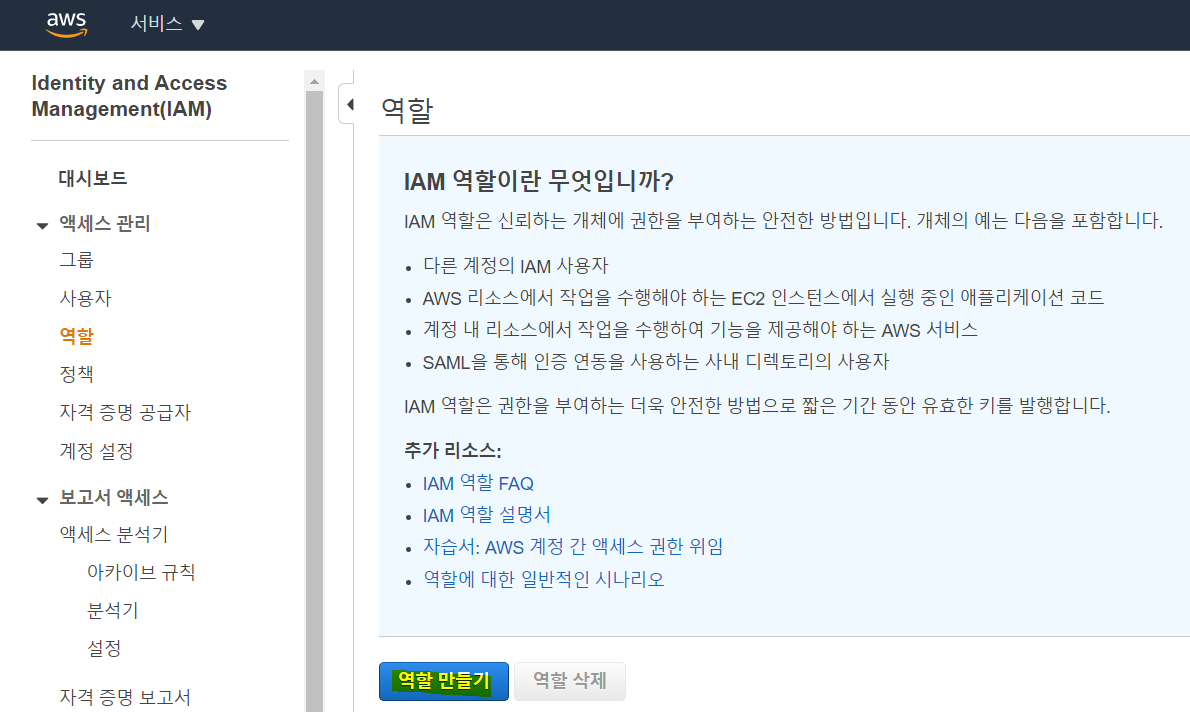 aws 서비스
Identity and Access
Management(IAM)
대시보드
액세스 관리
그룹
사용자
역할
정책
자격 증명 공급자
계정 설정
보고서 액세스
액세스 분석기
아카이브 규칙
분석기
설정
자격 증명 보고서
역할
IAM 역할이란 무엇입니까?
IAM 역할은 신뢰하는 개체에 권한을 부여하는 안전한 방법입니다. 개체의 예는 다음을 포함합니다.
• 다른 계정의 IAM 사용자
• AWS 리소스에서 작업을 수행해야 하는 EC2 인스턴스에서 실행 중인 애플리케이션 코드
• 계정 내 리소스에서 작업을 수행하여 기능을 제공해야 하는 AWS 서비스
• SAML을 통해 인증 연동을 사용하는 사내 디렉토리의 사용자
IAM 역할은 권한을 부여하는 더욱 안전한 방법으로 짧은 기간 동안 유효한 키를 발행합니다.
추가 리소스:
• IAM 역할 FAQ
• IAM 역할 설명서
• 자습서: AWS 계정 간 액세스 권한 위임
• 역할에 대한 일반적인 시나리오
역할 만들기 역할 삭제